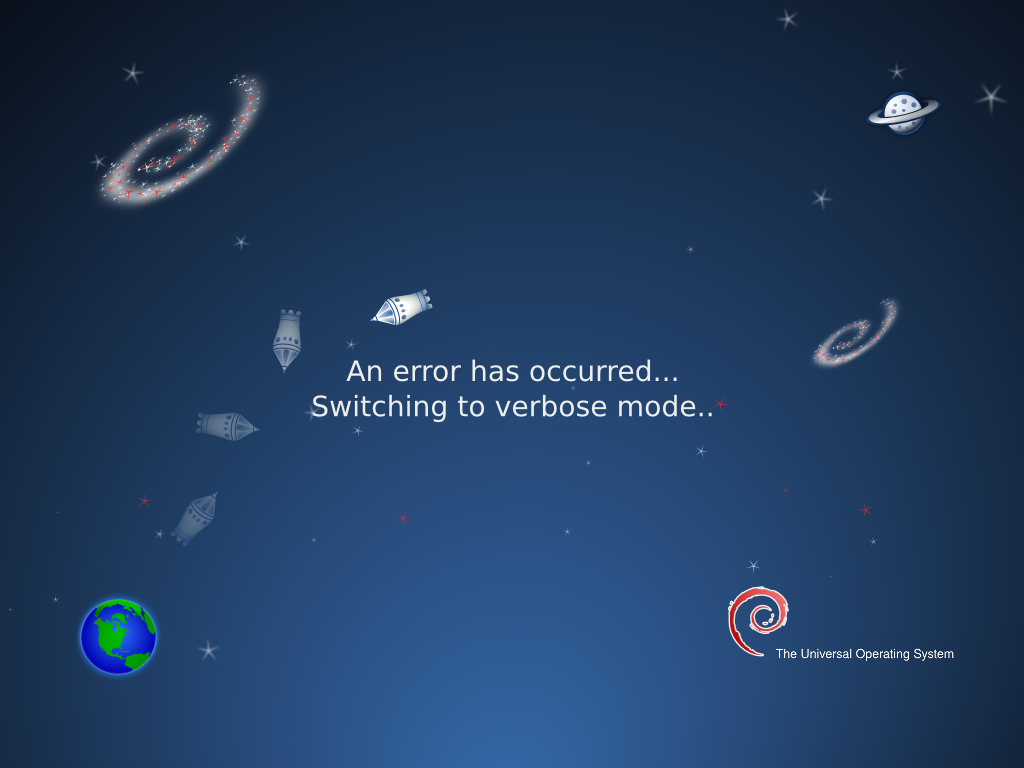 An error has occurred...
Switching to verbose mode..
The Universal Operating System